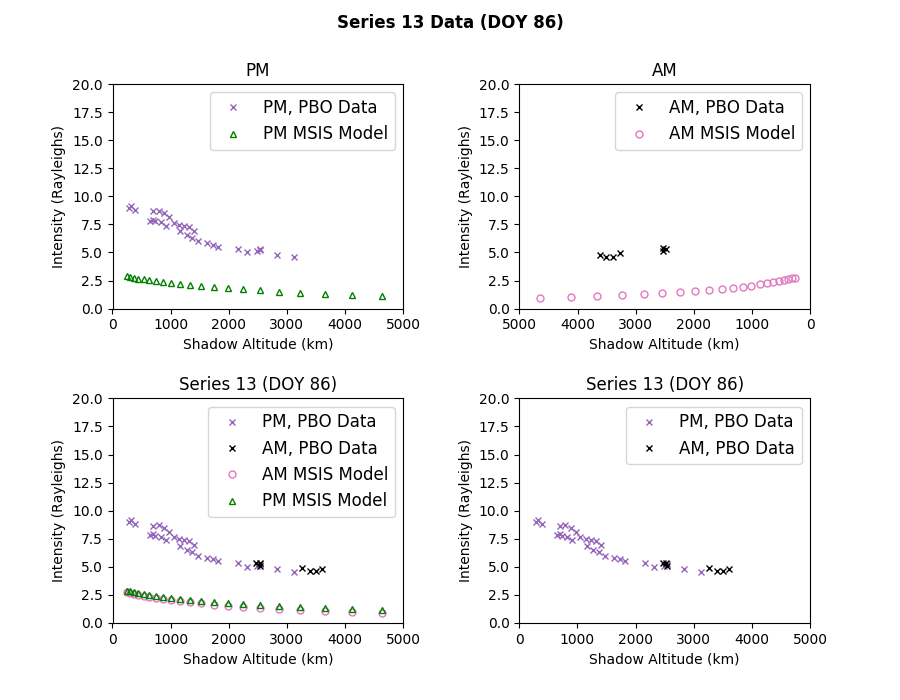 Series 13 Data (DOY 86)
PM
20.0
17.5
15.0
12.5
10.0
7.5
5.0
2.5
0.0
Intensity (Rayleighs)
PM, PBO Data
PM MSIS Model
0 1000 2000 3000 4000 5000
Shadow Altitude (km)
AM
20.0
17.5
15.0
12.5
10.0
7.5
5.0
2.5
0.0
Intensity (Rayleighs)
AM, PBO Data
AM MSIS Model
5000 4000 3000 2000 1000 0
Shadow Altitude (km)
Series 13 (DOY 86)
20.0
17.5
15.0
12.5
10.0
7.5
5.0
2.5
0.0
Intensity (Rayleighs)
PM, PBO Data
AM, PBO Data
AM MSIS Model
PM MSIS Model
0 1000 2000 3000 4000 5000
Shadow Altitude (km)
Series 13 (DOY 86)
20.0
17.5
15.0
12.5
10.0
7.5
5.0
2.5
0.0
Intensity (Rayleighs)
PM, PBO Data
AM, PBO Data
0 1000 2000 3000 4000 5000
Shadow Altitude (km)